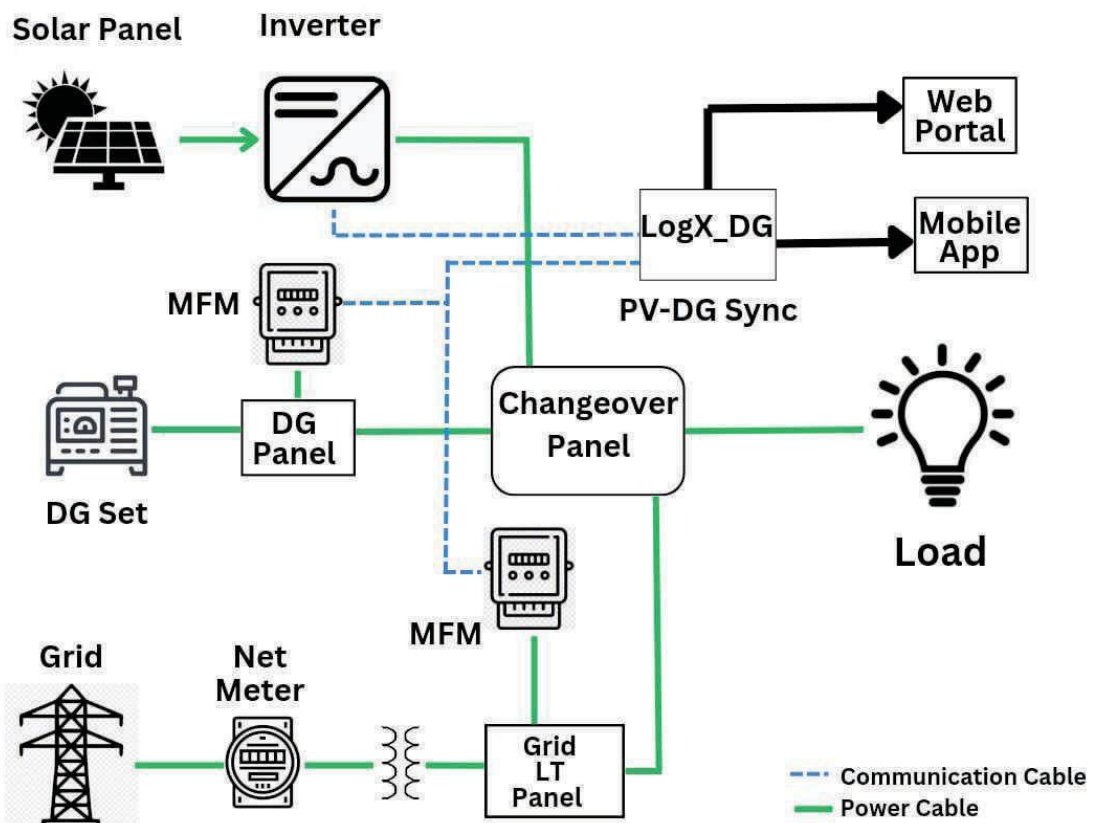 Solar Panel
Inverter
Web
Portal
LogX_DG
Mobile
App
PV-DG Sync
MFM
DG
Panel
DG Set
Changeover
Panel
Load
MFM
Grid
Net
Meter
Grid
LT
Panel
Communication Cable
Power Cable